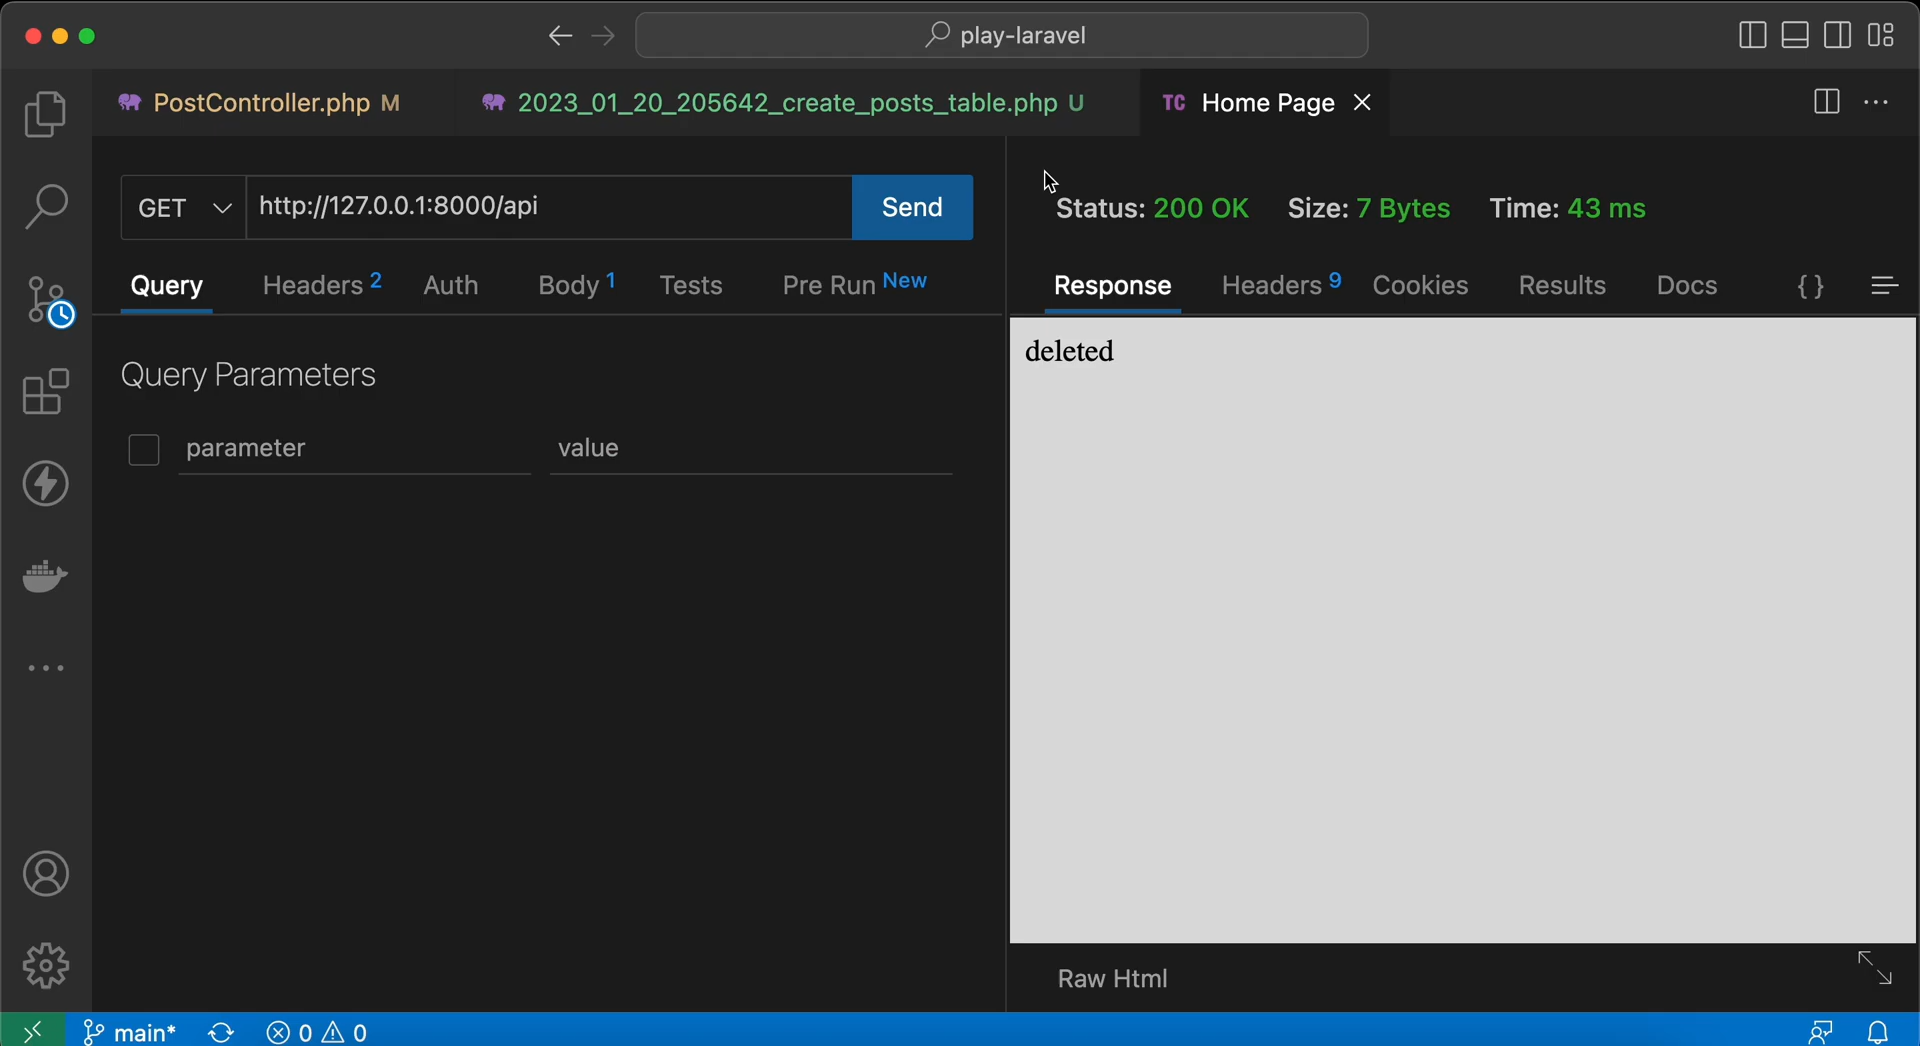 play-laravel
PostController.php M
2023_01_20_205642_create_posts_table.php U
TC Home Page
GET http://127.0.0.1:8000/api Send
Status: 200 OK Size: 7 Bytes Time: 43 ms
Query Headers 2 Auth Body 1 Tests Pre Run New
Response Headers 9 Cookies Results Docs { }
deleted
Query Parameters
parameter value
Raw Html
main* 0 0